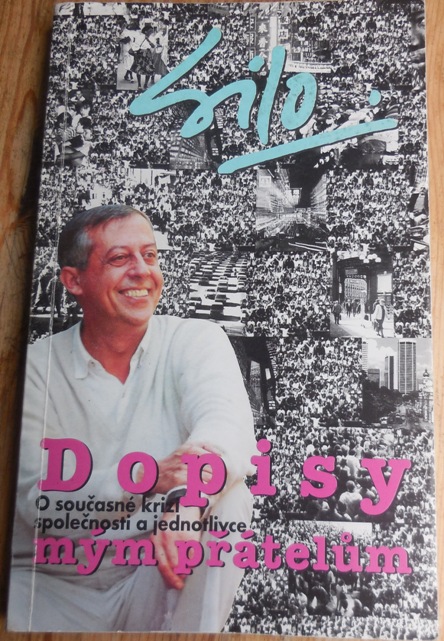 Silo.
Dopisy
O současné krizi
společnosti a jednotlivce
mým přátelům